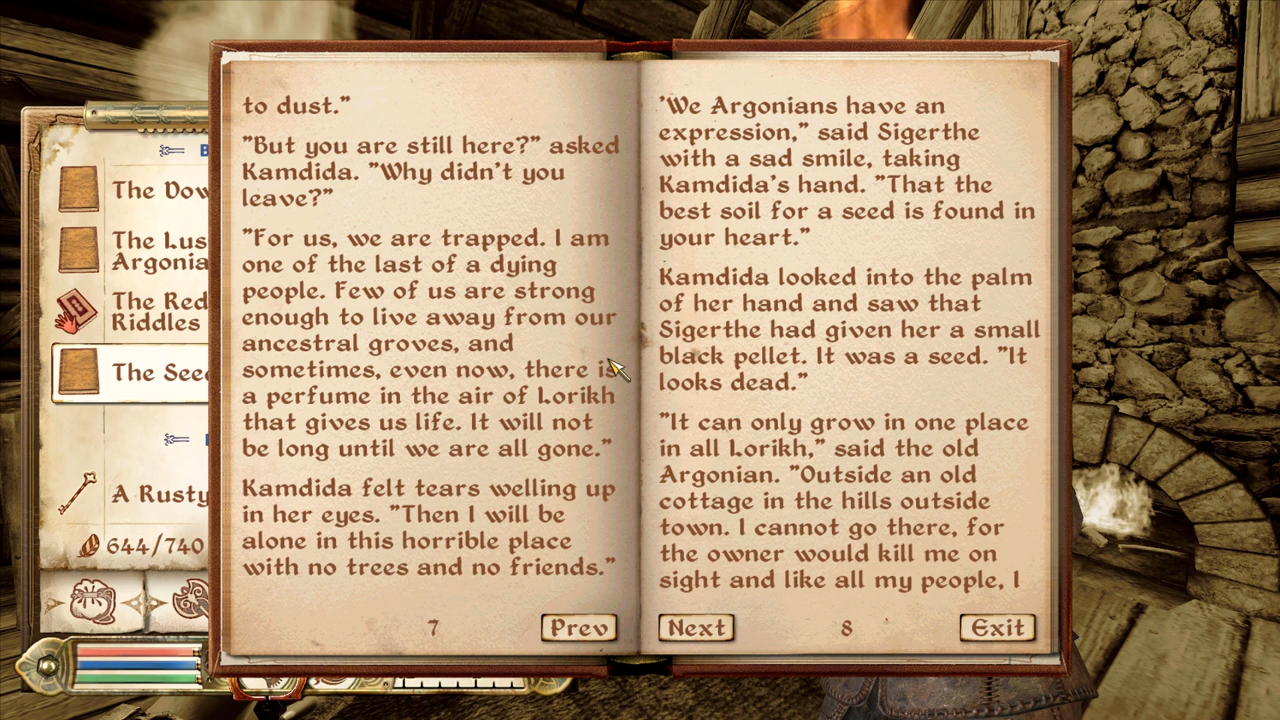 The Dow
The Lus
Argonia
The Red
Riddles
The See
A Rusty
644/740
to dust."
"But you are still here?" asked
Kamdida. "Why didn't you
leave?"
"For us, we are trapped. I am
one of the last of a dying
people. Few of us are strong
enough to live away from our
ancestral groves, and
sometimes, even now, there is
a perfume in the air of Lorikh
that gives us life. It will not
be long until we are all gone."
Kamdida felt tears welling up
in her eyes. "Then I will be
alone in this horrible place
with no trees and no friends."
7
Prev
'We Argonians have an
expression," said Sigerthe
with a sad smile, taking
Kamdida's hand. "That the
best soil for a seed is found in
your heart."
Kamdida looked into the palm
of her hand and saw that
Sigerthe had given her a small
black pellet. It was a seed. "It
looks dead."
"It can only grow in one place
in all Lorikh," said the old
Argonian. "Outside an old
cottage in the hills outside
town. I cannot go there, for
the owner would kill me on
sight and like all my people, I
Next
8
Exit